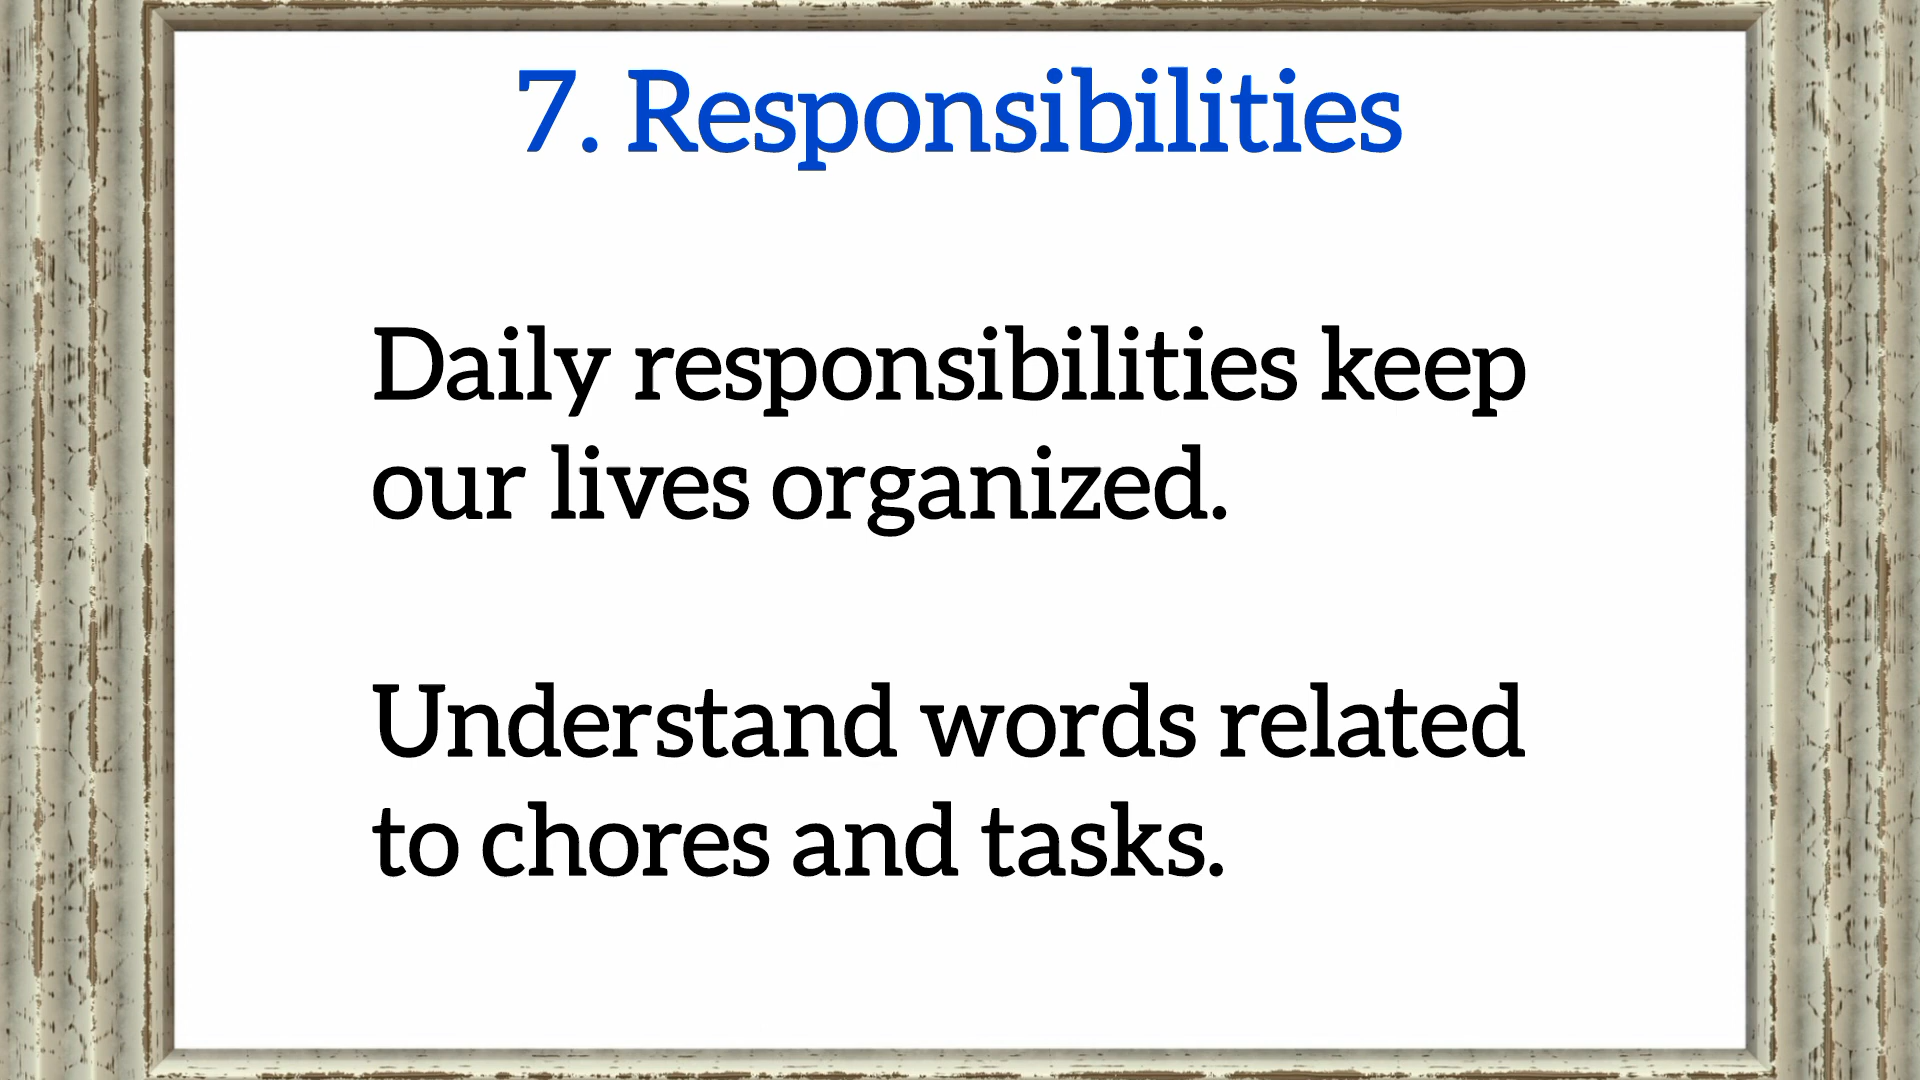 7. Responsibilities
Daily responsibilities keep
our lives organized.
Understand words related
to chores and tasks.